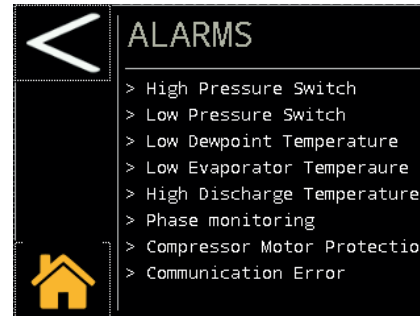 ALARMS
> High Pressure Switch
> Low Pressure Switch
> Low Dewpoint Temperature
> Low Evaporator Temperaure
> High Discharge Temperature
> Phase monitoring
> Compressor Motor Protectio
> Communication Error